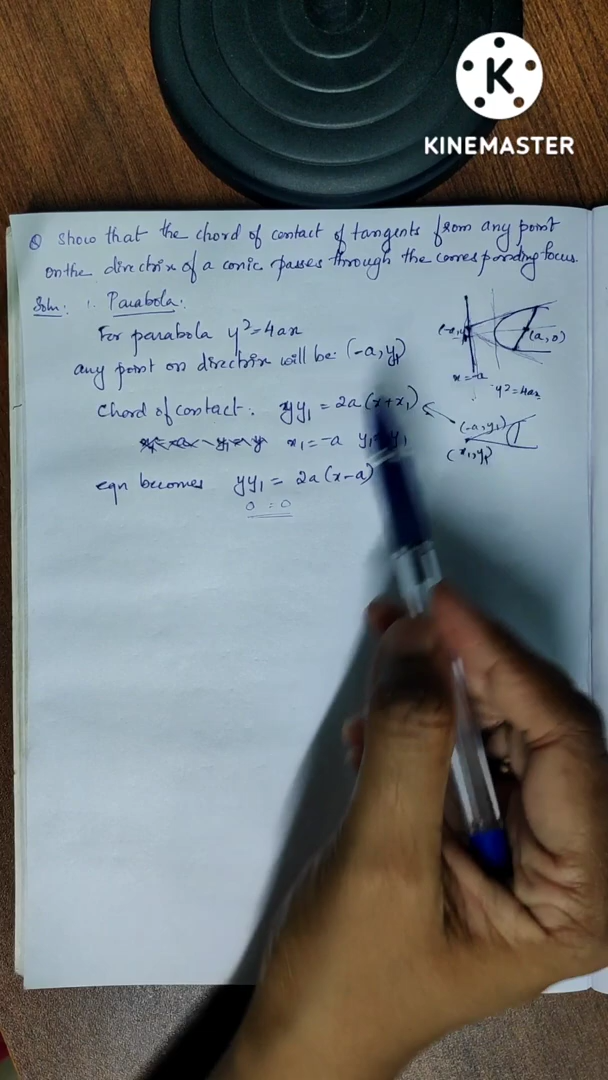 K
KINEMASTER
Q Show that the chord of contact of tangents from any point
on the directrix of a conic passes through the corresponding focus.
Soln: 1. Parabola:
For parabola y²=4ax
any point on directrix will be: (-a, y₁)
Chord of contact: yy₁ = 2a(x+x₁)
x₁ = -a
eqn becomes yy₁ = 2a(x-a)
0 = 0
(a, 0)
x = -a
y²=4ax
(-a, y₁)
(x₁, y₁)